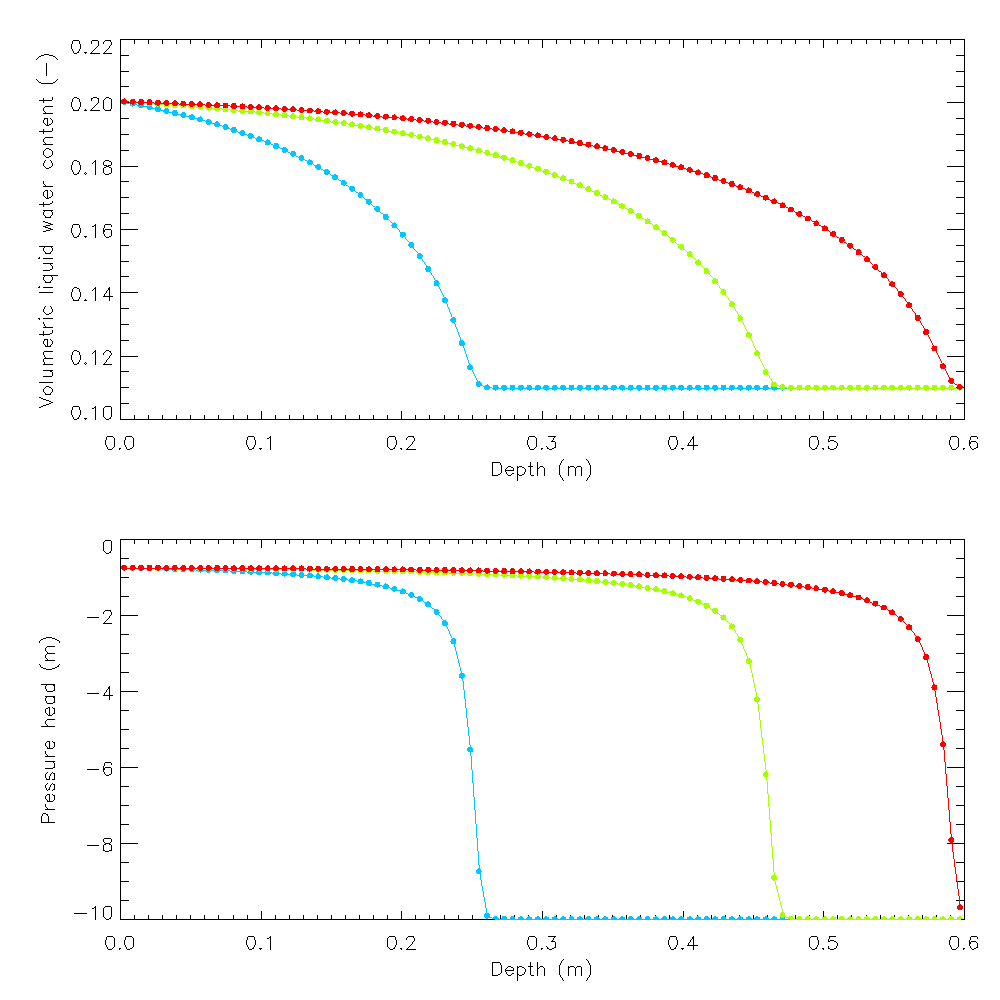 Volumetric liquid water content (-)
0.22
0.20
0.18
0.16
0.14
0.12
0.10
0.0 0.1 0.2 0.3 0.4 0.5 0.6
Depth (m)
Pressure head (m)
0
-2
-4
-6
-8
-10
0.0 0.1 0.2 0.3 0.4 0.5 0.6
Depth (m)